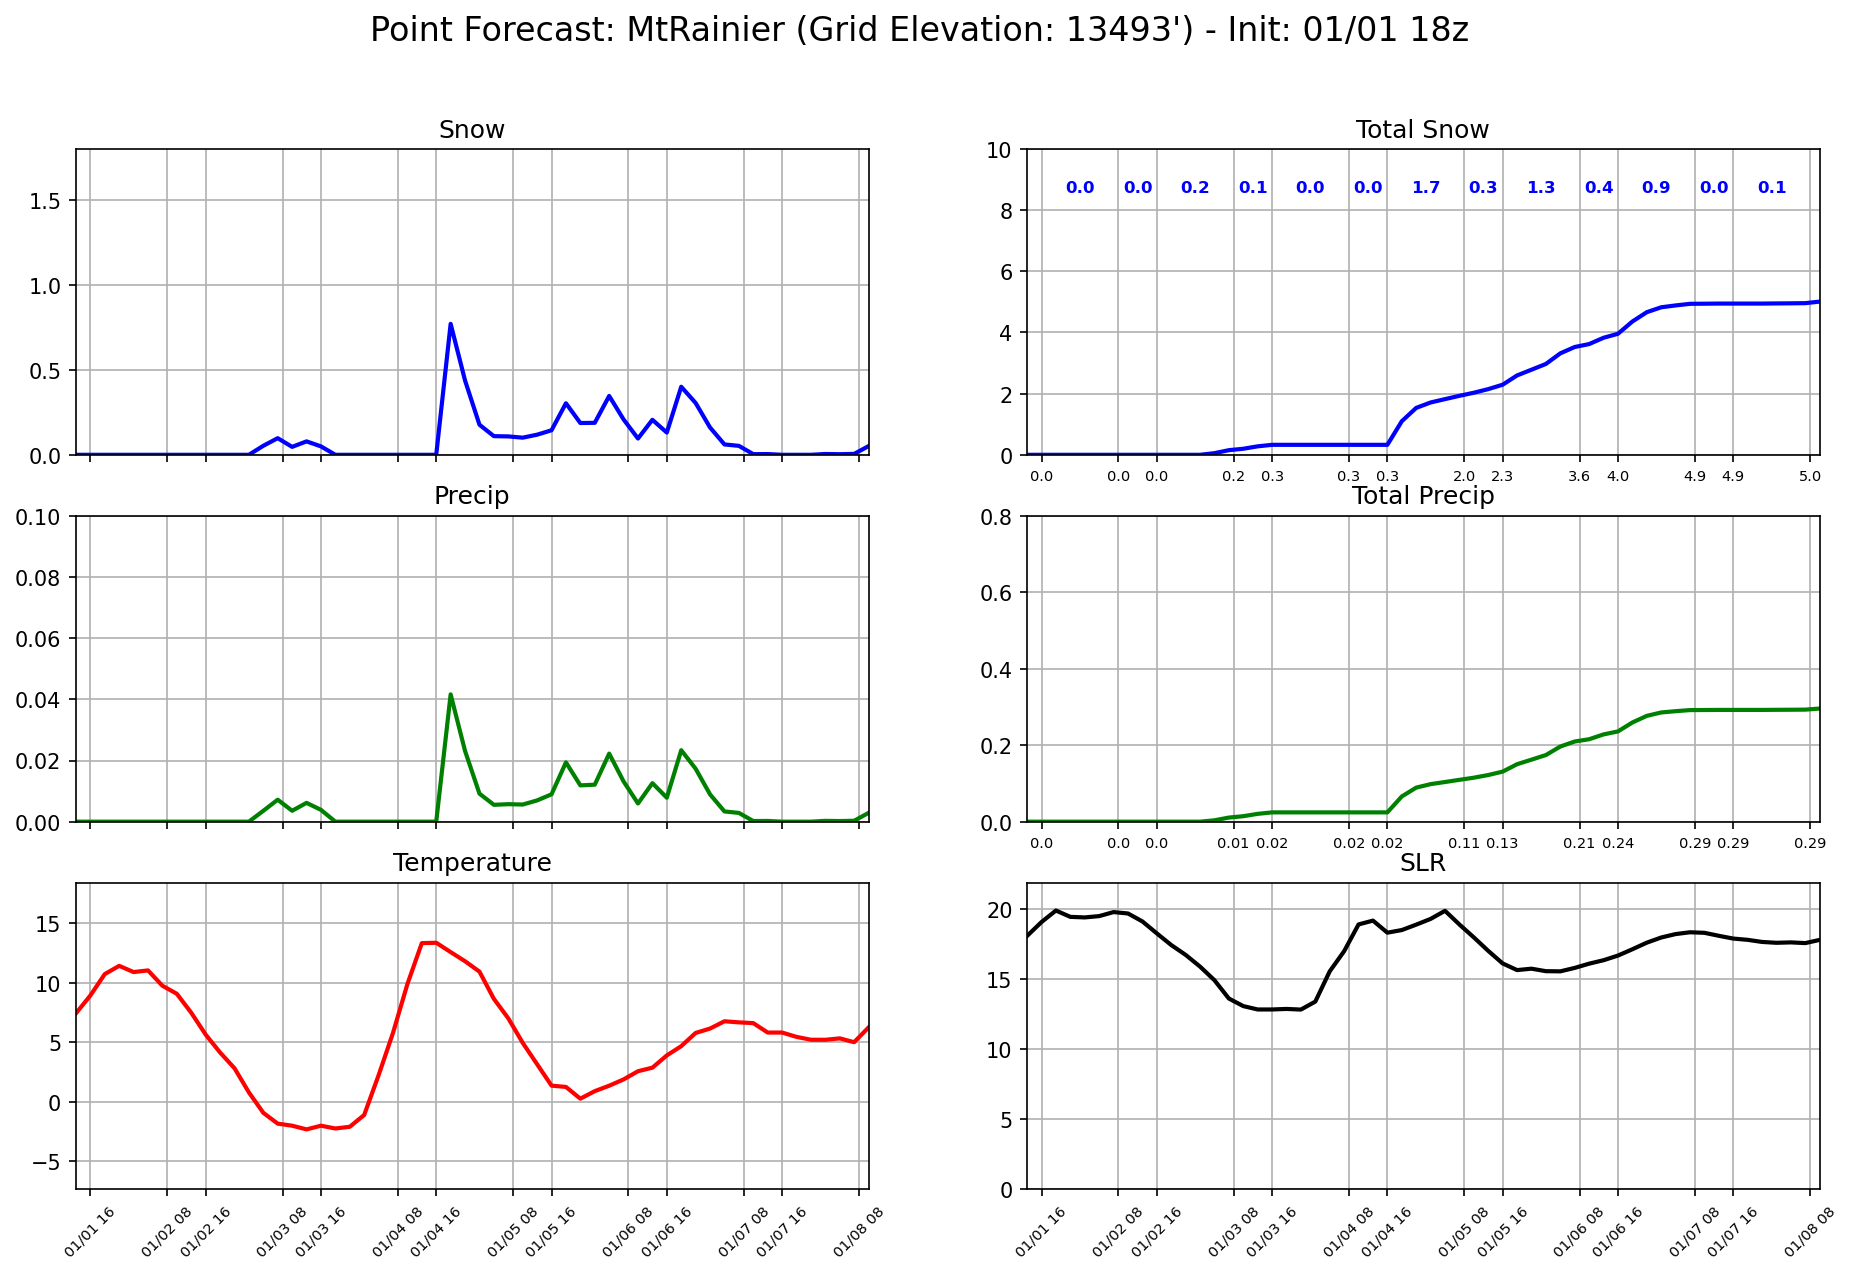 Point Forecast: MtRainier (Grid Elevation: 13493') - Init: 01/01 18z
Snow
1.5
1.0
0.5
0.0
Total Snow
10
8
6
4
2
0
0.0 0.0 0.2 0.1 0.0 0.0 1.7 0.3 1.3 0.4 0.9 0.0 0.1
0.0 0.0 0.0 0.2 0.3 0.3 0.3 2.0 2.3 3.6 4.0 4.9 4.9 5.0
Precip
0.10
0.08
0.06
0.04
0.02
0.00
Total Precip
0.8
0.6
0.4
0.2
0.0
0.0 0.0 0.0 0.01 0.02 0.02 0.02 0.11 0.13 0.21 0.24 0.29 0.29 0.29
Temperature
15
10
5
0
−5
01/01 16 01/02 08 01/02 16 01/03 08 01/03 16 01/04 08 01/04 16 01/05 08 01/05 16 01/06 08 01/06 16 01/07 08 01/07 16 01/08 08
SLR
20
15
10
5
0
01/01 16 01/02 08 01/02 16 01/03 08 01/03 16 01/04 08 01/04 16 01/05 08 01/05 16 01/06 08 01/06 16 01/07 08 01/07 16 01/08 08